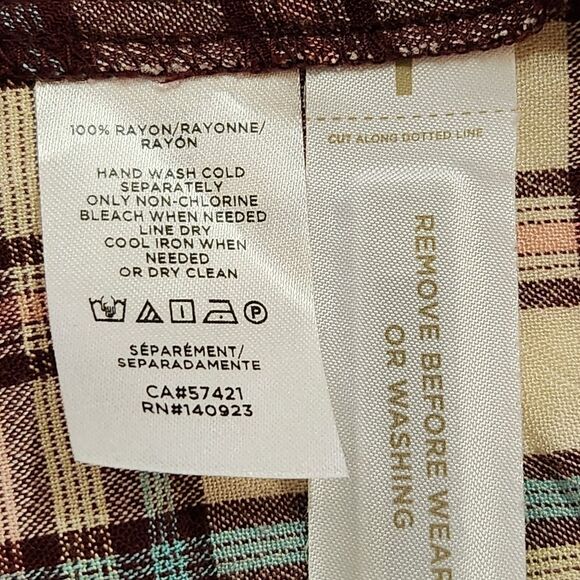 100% RAYON/RAYONNE/
RAYÓN
HAND WASH COLD
SEPARATELY
ONLY NON-CHLORINE
BLEACH WHEN NEEDED
LINE DRY
COOL IRON WHEN
NEEDED
OR DRY CLEAN
P
SÉPARÉMENT/
SEPARADAMENTE
CA#57421
RN#140923
CUT ALONG DOTTED LINE
REMOVE BEFORE WEAR
OR WASHING